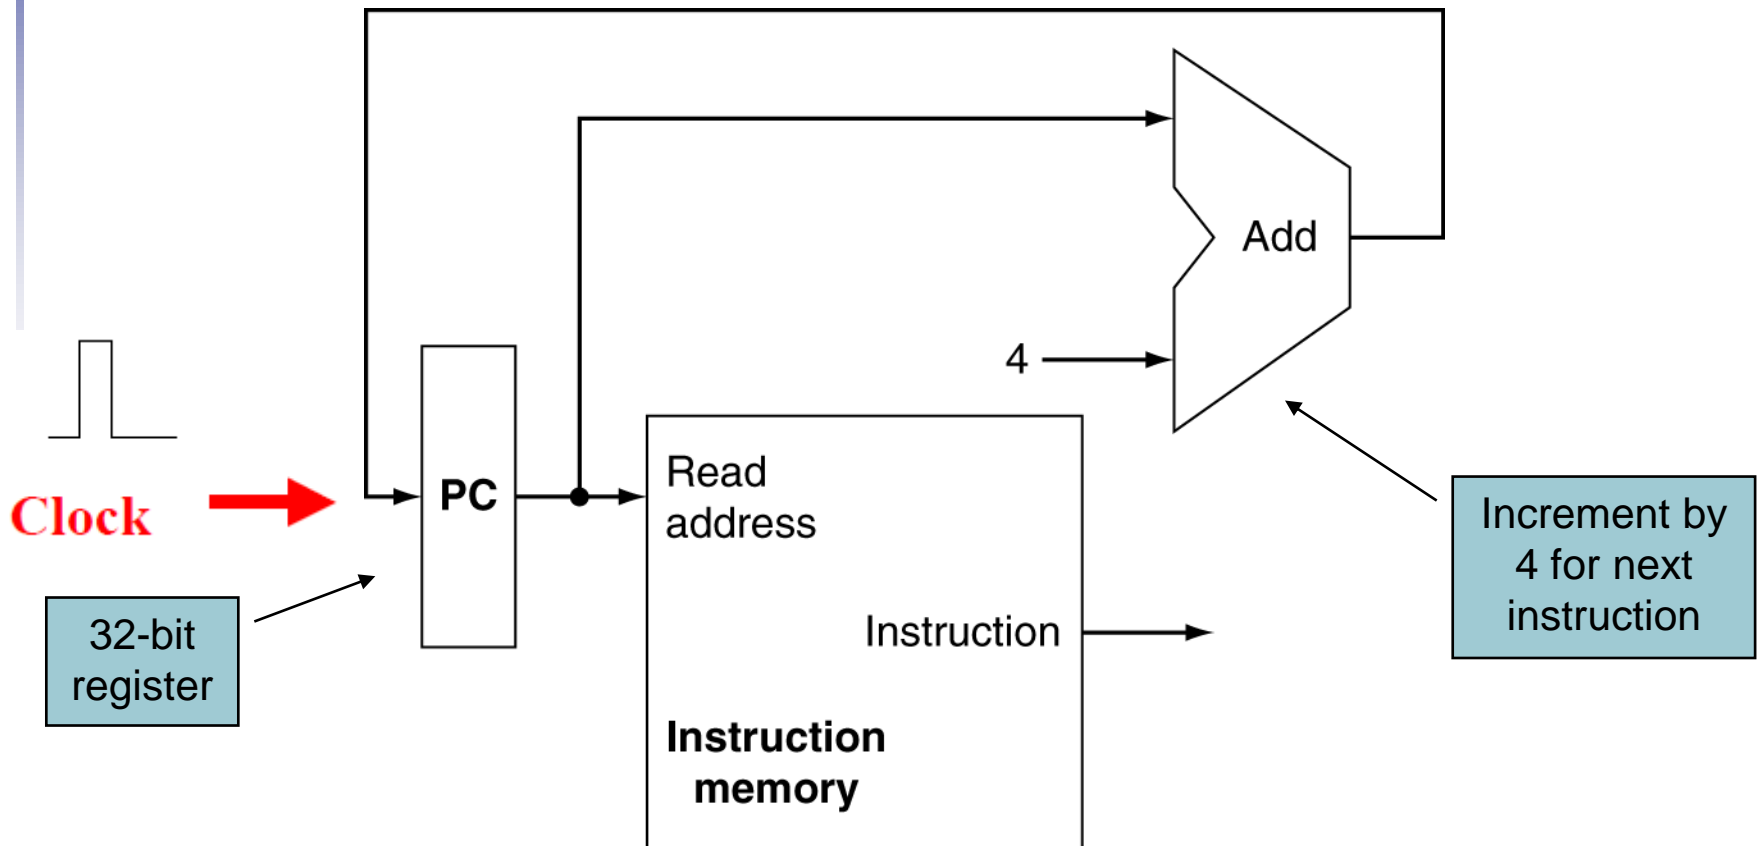 Add
4
Clock
PC
Read
address
32-bit
register
Instruction
Instruction
memory
Increment by
4 for next
instruction